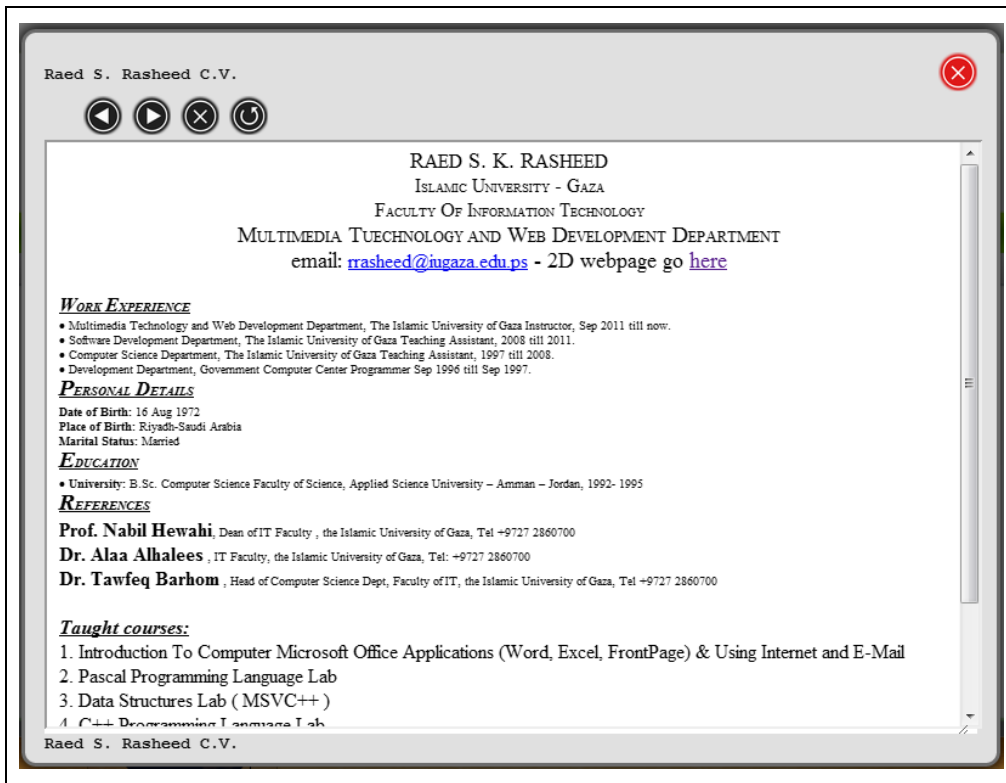 Raed S. Rasheed C.V.
RAED S. K. RASHEED
ISLAMIC UNIVERSITY - GAZA
FACULTY OF INFORMATION TECHNOLOGY
MULTIMEDIA TUECHNOLOGY AND WEB DEVELOPMENT DEPARTMENT
email: rrasheed@iugaza.edu.ps - 2D webpage go here
WORK EXPERIENCE
• Multimedia Technology and Web Development Department, The Islamic University of Gaza Instructor, Sep 2011 till now.
• Software Development Department, The Islamic University of Gaza Teaching Assistant, 2008 till 2011.
• Computer Science Department, The Islamic University of Gaza Teaching Assistant, 1997 till 2008.
• Development Department, Government Computer Center Programmer Sep 1996 till Sep 1997.
PERSONAL DETAILS
Date of Birth: 16 Aug 1972
Place of Birth: Riyadh-Saudi Arabia
Marital Status: Married
EDUCATION
• University: B.Sc. Computer Science Faculty of Science, Applied Science University – Amman – Jordan, 1992- 1995
REFERENCES
Prof. Nabil Hewahi, Dean of IT Faculty , the Islamic University of Gaza, Tel +9727 2860700
Dr. Alaa Alhalees , IT Faculty, the Islamic University of Gaza, Tel: +9727 2860700
Dr. Tawfeq Barhom , Head of Computer Science Dept, Faculty of IT, the Islamic University of Gaza, Tel +9727 2860700
Taught courses:
1. Introduction To Computer Microsoft Office Applications (Word, Excel, FrontPage) & Using Internet and E-Mail
2. Pascal Programming Language Lab
3. Data Structures Lab ( MSVC++ )
4. C++ Programming Language Lab
Raed S. Rasheed C.V.